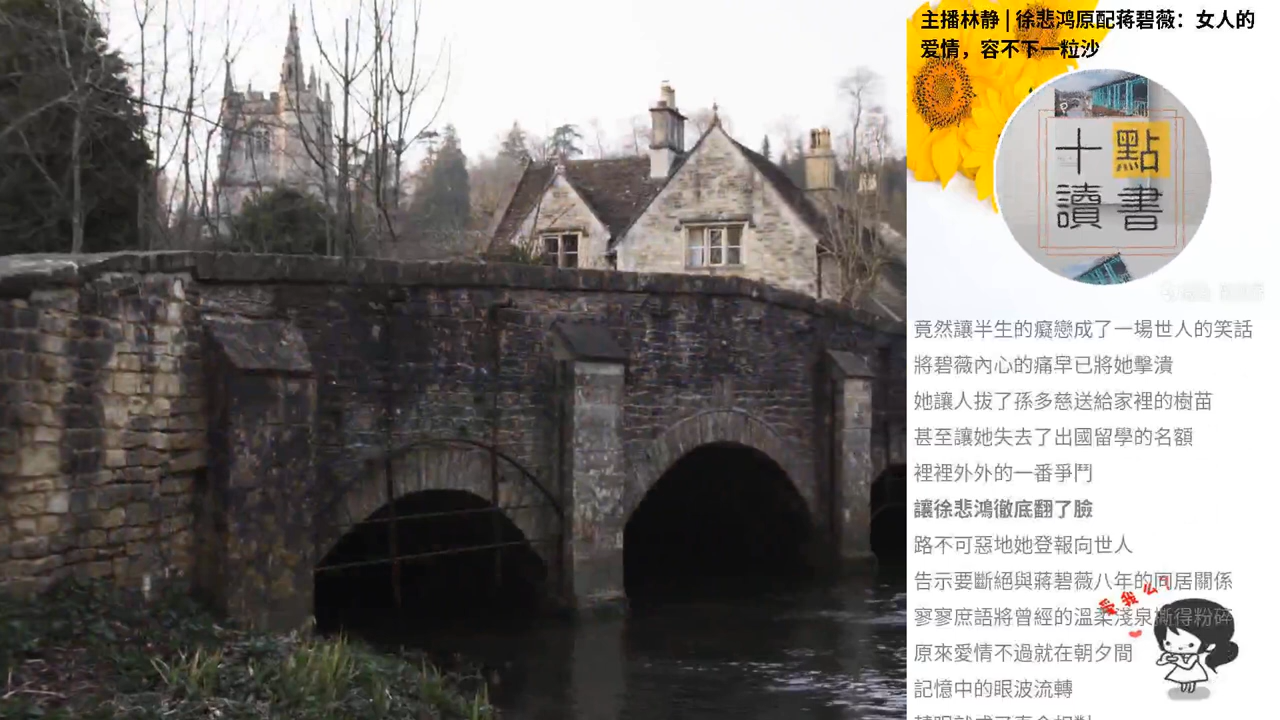 主播林静 | 徐悲鸿原配蒋碧薇：女人的
爱情，容不下一粒沙
十點
讀書
竟然讓半生的癡戀成了一場世人的笑話
將碧薇內心的痛早已將她擊潰
她讓人拔了孫多慈送給家裡的樹苗
甚至讓她失去了出國留學的名額
裡裡外外的一番爭鬥
讓徐悲鴻徹底翻了臉
路不可惡地她登報向世人
告示要斷絕與蔣碧薇八年的同居關係
寥寥庶語將曾經的溫柔淺泉撕得粉碎
爱我么？
原來愛情不過就在朝夕間
記憶中的眼波流轉